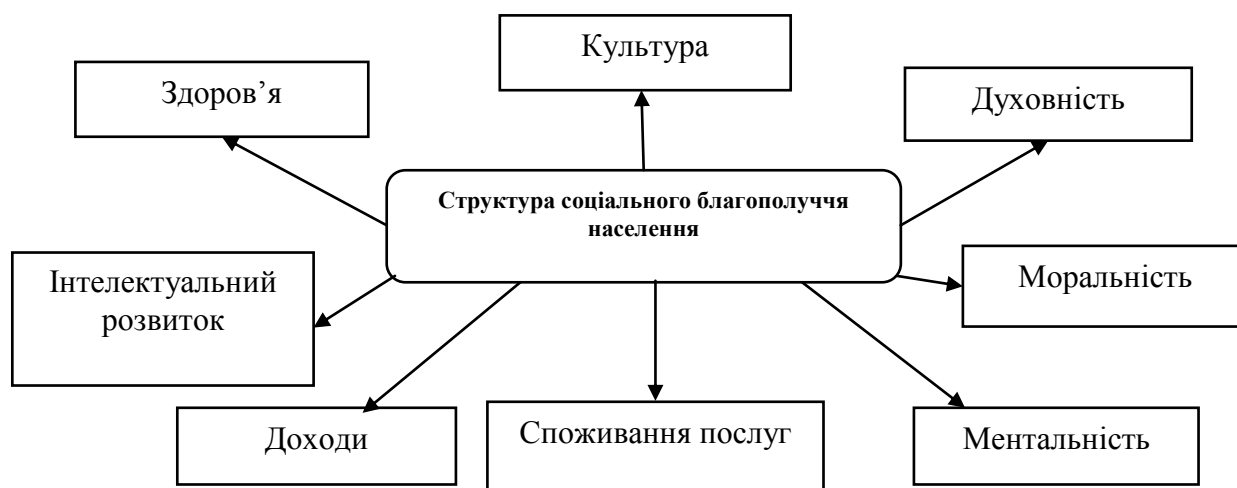 Культура
Здоров’я
Духовність
Структура соціального благополуччя
населення
Інтелектуальний
розвиток
Моральність
Доходи
Споживання послуг
Ментальність